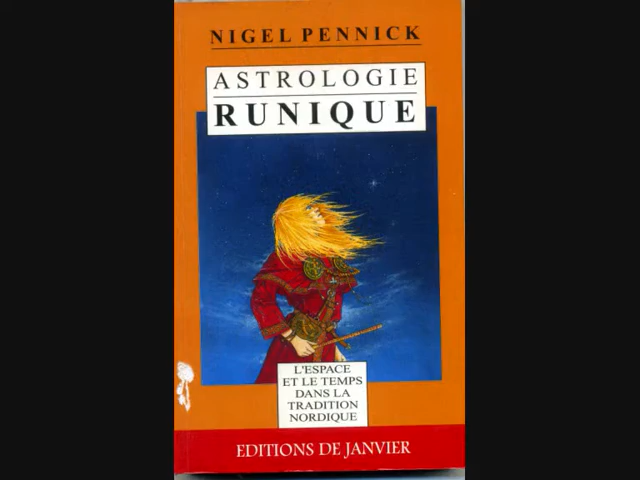 NIGEL PENNICK
ASTROLOGIE
RUNIQUE
L'ESPACE
ET LE TEMPS
DANS LA
TRADITION
NORDIQUE
EDITIONS DE JANVIER